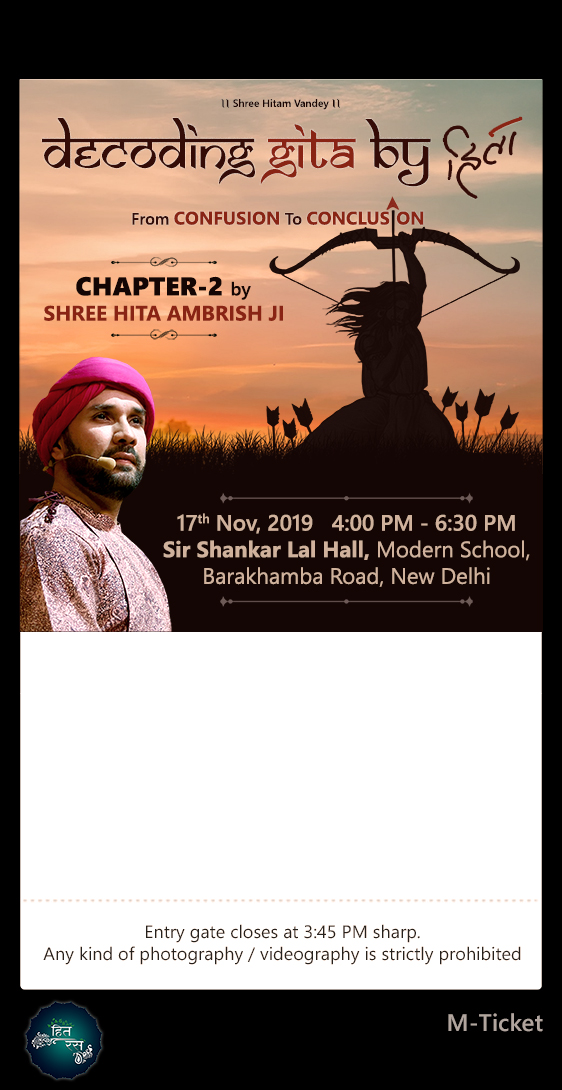 ।। Shree Hitam Vandey ।।
decoding gita by हिता
From CONFUSION To CONCLUSION
CHAPTER-2 by
SHREE HITA AMBRISH JI
17th Nov, 2019 4:00 PM - 6:30 PM
Sir Shankar Lal Hall, Modern School,
Barakhamba Road, New Delhi
Entry gate closes at 3:45 PM sharp.
Any kind of photography / videography is strictly prohibited
हित
रस
M-Ticket